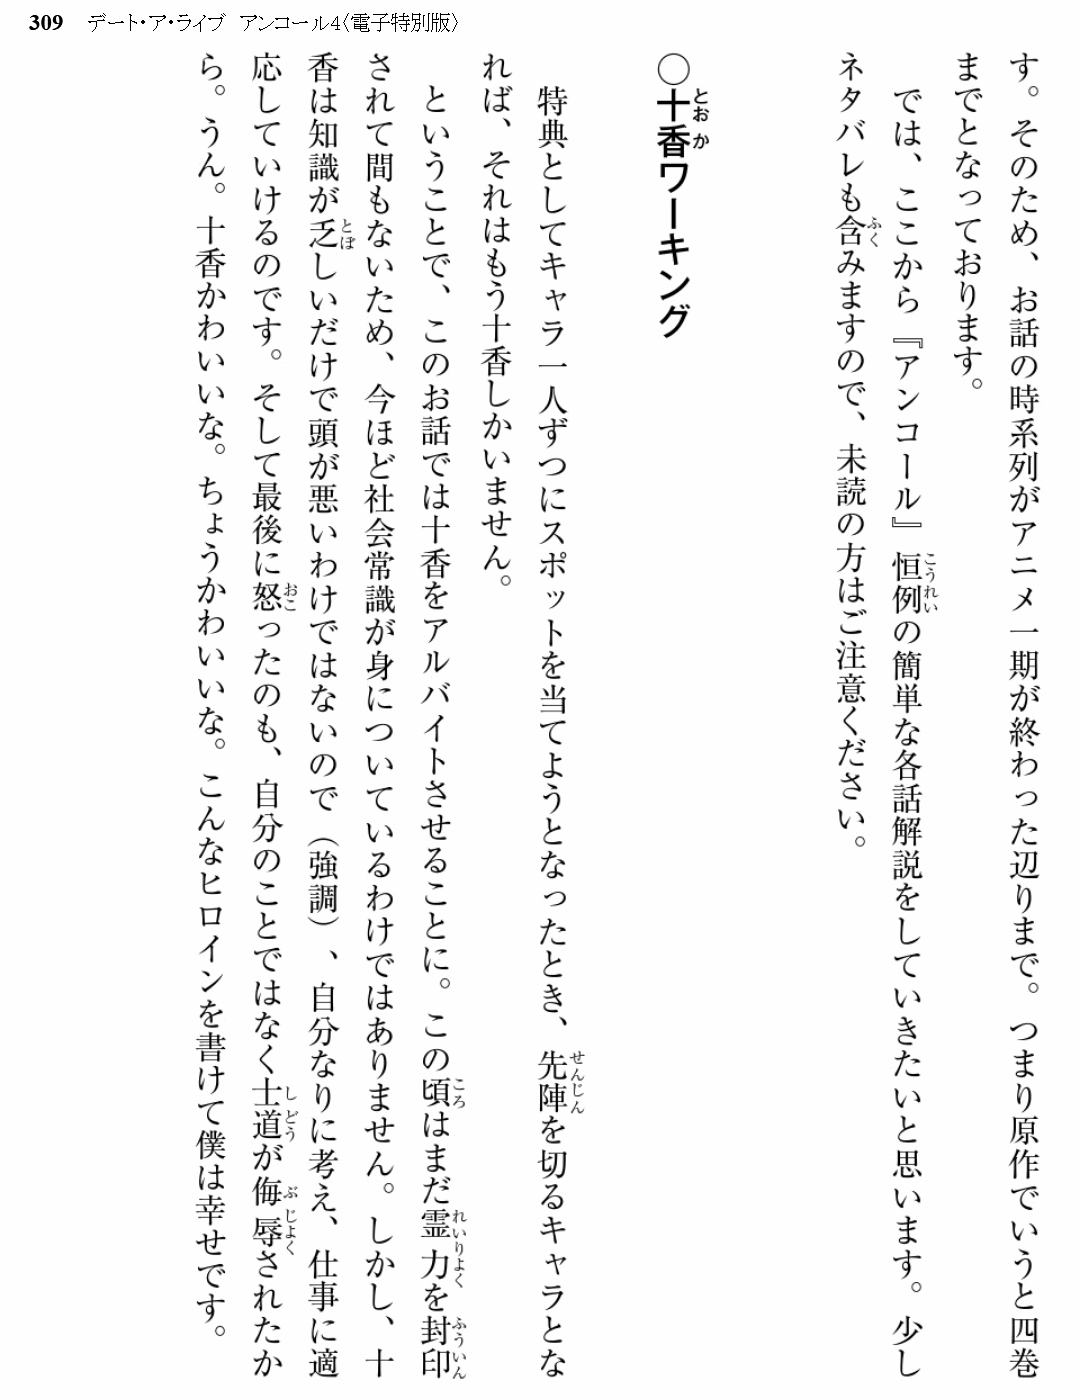 309 デート・ア・ライブ アンコール4〈電子特別版〉
す。そのため、お話の時系列がアニメ一期が終わった辺りまで。つまり原作でいうと四巻
までとなっております。
では、ここから『アンコール』恒例の簡単な各話解説をしていきたいと思います。少し
ネタバレも含みますので、未読の方はご注意ください。
○十香ワーキング
特典としてキャラ一人ずつにスポットを当てようとなったとき、先陣を切るキャラとな
れば、それはもう十香しかいません。
ということで、このお話では十香をアルバイトさせることに。この頃はまだ霊力を封印
されて間もないため、今ほど社会常識が身についているわけではありません。しかし、十
香は知識が乏しいだけで頭が悪いわけではないので（強調）、自分なりに考え、仕事に適
応していけるのです。そして最後に怒ったのも、自分のことではなく士道が侮辱されたか
ら。うん。十香かわいいな。ちょうかわいいな。こんなヒロインを書けて僕は幸せです。